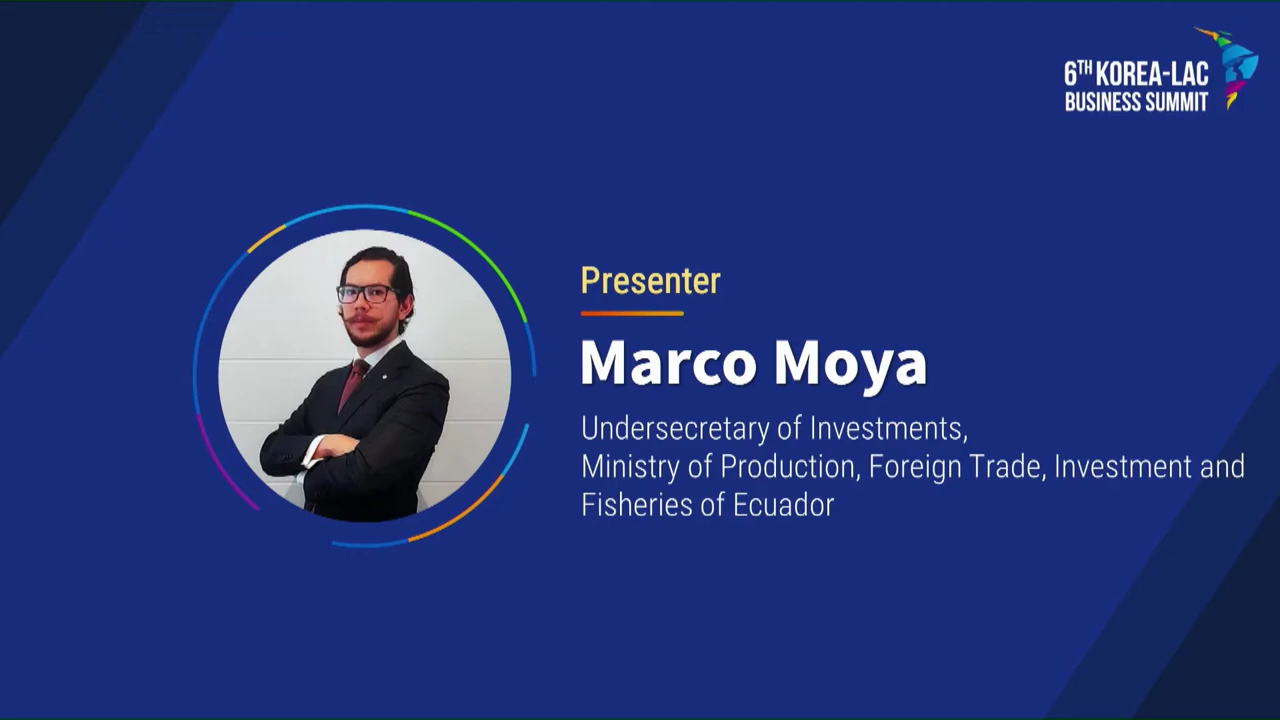 6TH KOREA-LAC
BUSINESS SUMMIT
Presenter
Marco Moya
Undersecretary of Investments,
Ministry of Production, Foreign Trade, Investment and
Fisheries of Ecuador